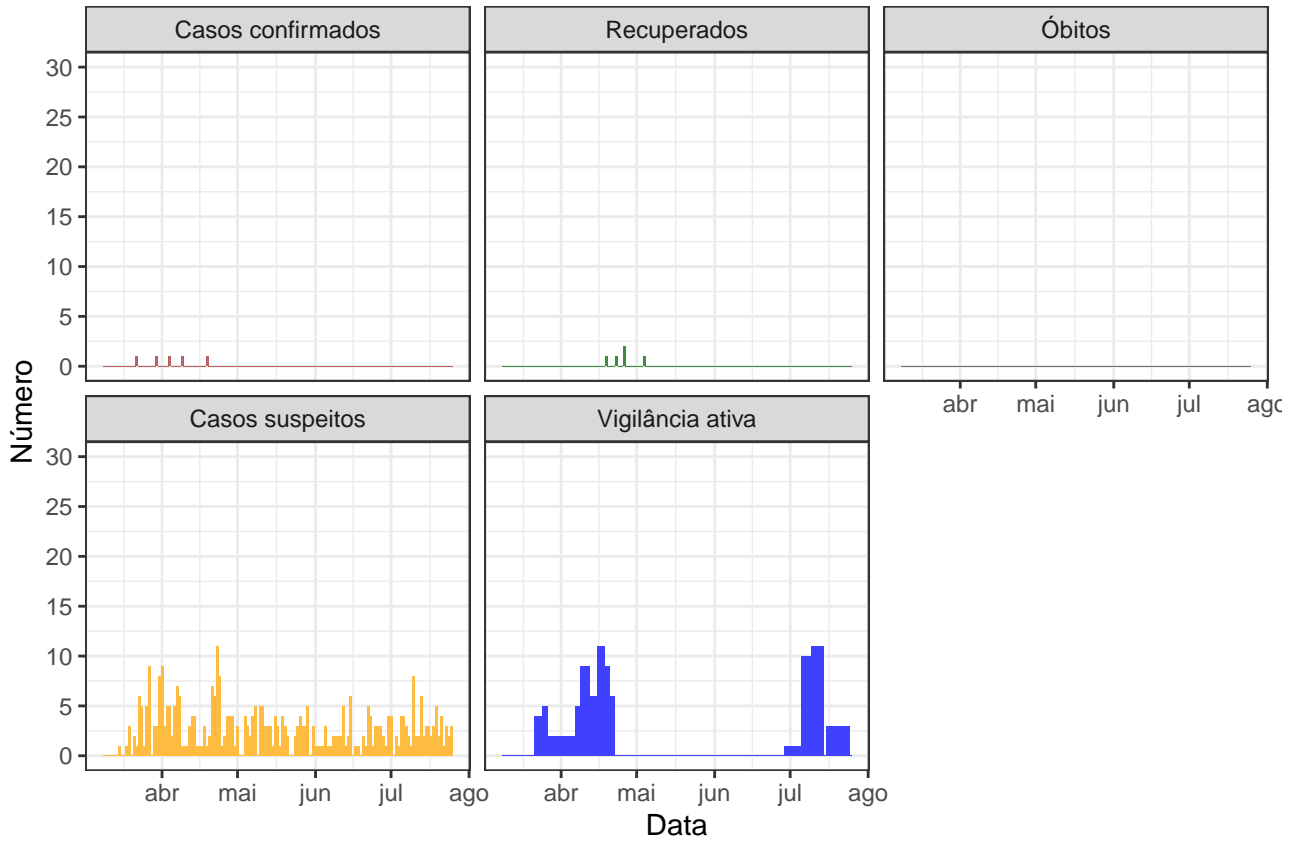 Casos confirmados
Recuperados
Óbitos
30
25
20
15
10
5
0
abr mai jun jul ago
Número
Casos suspeitos
Vigilância ativa
30
25
20
15
10
5
0
abr mai jun jul ago
abr mai jun jul ago
Data